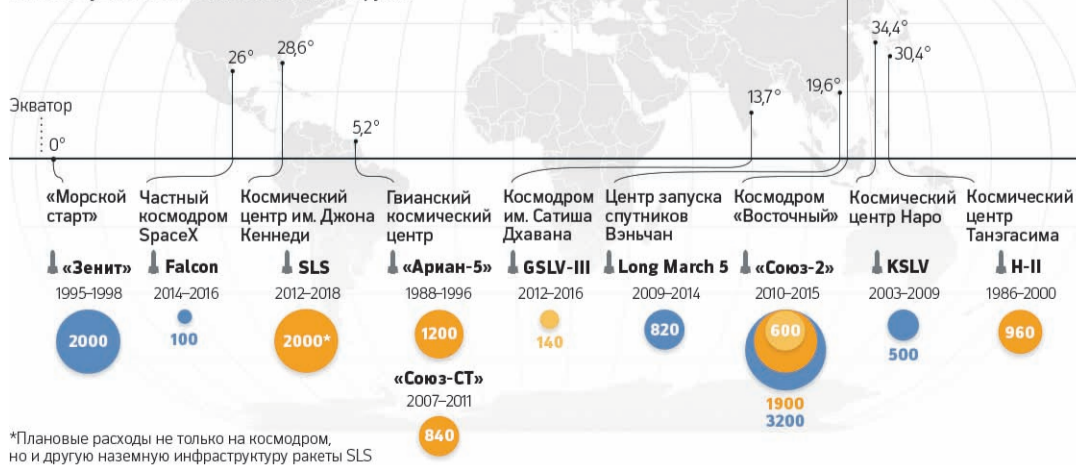 34,4°
28,6°
26°
30,4°
19,6°
13,7°
Экватор
5,2°
0°
«Морской
старт»
Частный
космодром
SpaceX
Космический
центр им. Джона
Кеннеди
Гвианский
космический
центр
Космодром
им. Сатиша
Дхавана
Центр запуска
спутников
Вэньчан
Космодром
«Восточный»
Космический
центр Наро
Космический
центр
Танэгасима
«Зенит»
Falcon
SLS
«Ариан-5»
GSLV-III
Long March 5
«Союз-2»
KSLV
H-II
1995–1998
2014–2016
2012–2018
1988–1996
2012–2016
2009–2014
2010–2015
2003–2009
1986–2000
2000
100
2000*
1200
140
820
600
1900
3200
500
960
«Союз-СТ»
2007–2011
840
*Плановые расходы не только на космодром,
но и другую наземную инфраструктуру ракеты SLS